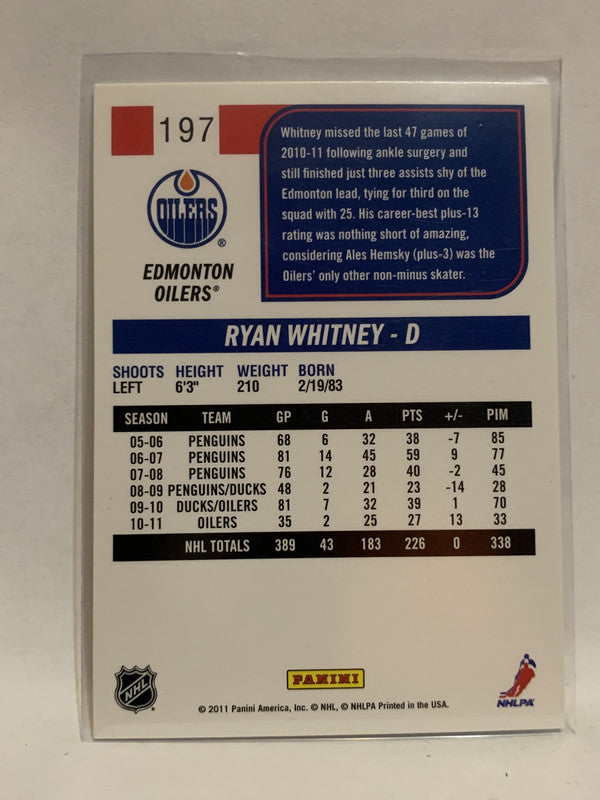 197
Whitney missed the last 47 games of
2010-11 following ankle surgery and
still finished just three assists shy of the
Edmonton lead, tying for third on the
squad with 25. His career-best plus-13
rating was nothing short of amazing,
considering Ales Hemsky (plus-3) was the
Oilers' only other non-minus skater.
OILERS®
EDMONTON
OILERS®
RYAN WHITNEY - D
SHOOTS HEIGHT WEIGHT BORN
LEFT 6'3" 210 2/19/83
SEASON TEAM GP G A PTS +/- PIM
05-06 PENGUINS 68 6 32 38 -7 85
06-07 PENGUINS 81 14 45 59 9 77
07-08 PENGUINS 76 12 28 40 -2 45
08-09 PENGUINS/DUCKS 48 2 21 23 -14 28
09-10 DUCKS/OILERS 81 7 32 39 1 70
10-11 OILERS 35 2 25 27 13 33
NHL TOTALS 389 43 183 226 0 338
NHL
PANINI
NHLPA
© 2011 Panini America, Inc. © NHL, © NHLPA Printed in the USA.